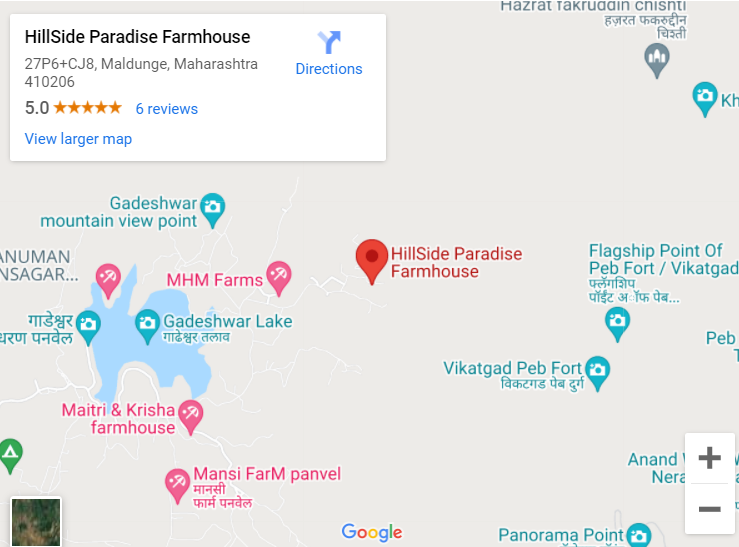 Hazrat fakruddin chishti
हज़रत फकरुद्दीन
चिश्ती
HillSide Paradise Farmhouse
27P6+CJ8, Maldunge, Maharashtra
410206
Directions
5.0 6 reviews
View larger map
Kh
Gadeshwar
mountain view point
HillSide Paradise
Farmhouse
ANUMAN
NSAGAR...
MHM Farms
Flagship Point Of
Peb Fort / Vikatgad
फ्लॅगशिप
पॉईंट अॉफ पेब...
गाडेश्वर
धरण पनवेल
Gadeshwar Lake
गाढेश्वर तलाव
Peb
Vikatgad Peb Fort
विकटगड पेब दुर्ग
Maitri & Krisha
farmhouse
Anand
Nera
Mansi FarM panvel
मानसी
फार्म पनवेल
Google
Panorama Point